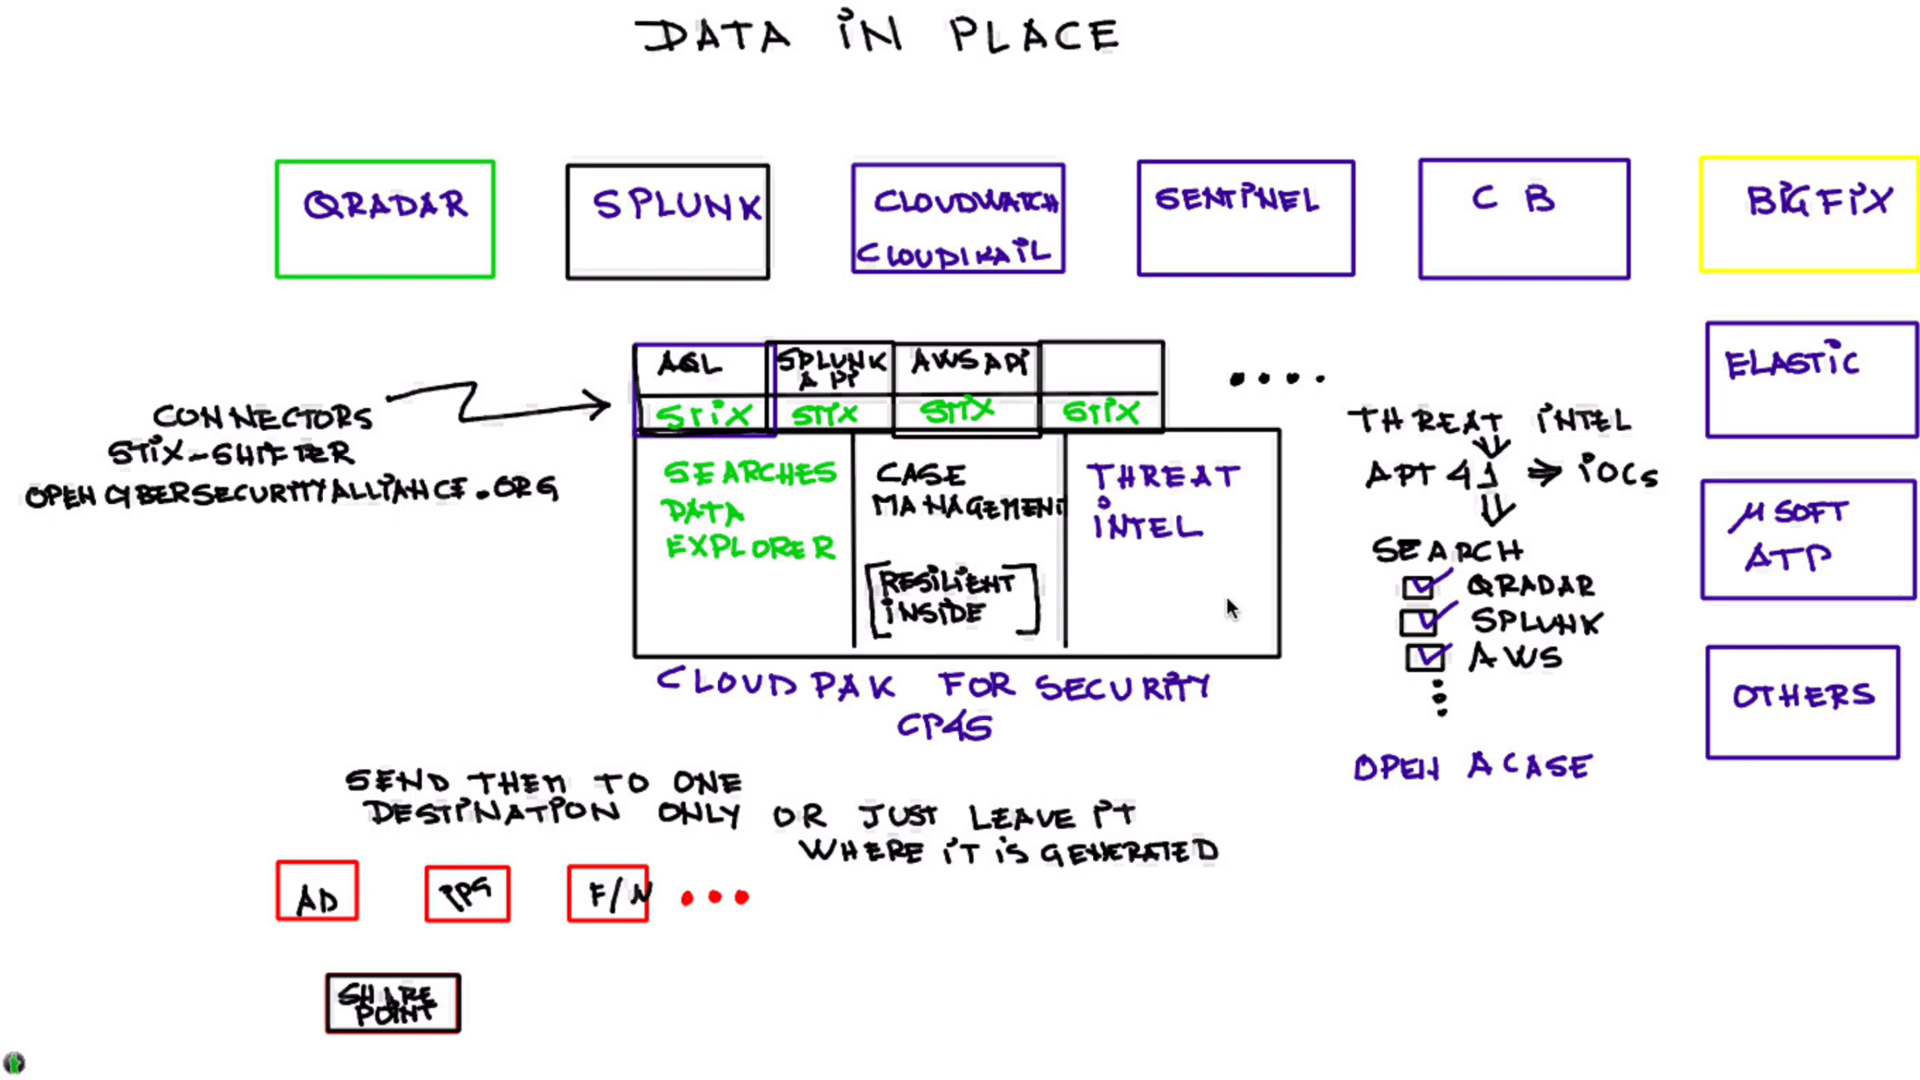 DATA IN PLACE
QRADAR
SPLUNK
CLOUDWATCH
CLOUDTRAIL
SENTINEL
C B
BIGFIX
ELASTIC
μSOFT
ATP
OTHERS
CONNECTORS
STIX-SHIFTER
OPENCYBERSECURITYALLIANCE.ORG
AQL
SPLUNK
APP
AWS API
STIX
STIX
STIX
STIX
SEARCHES
DATA
EXPLORER
CASE
MANAGEMENT
[RESILIENT
INSIDE]
THREAT
INTEL
CLOUD PAK FOR SECURITY
CP4S
THREAT INTEL
APT 41 ⇒ IOCs
SEARCH
QRADAR
SPLUNK
AWS
OPEN A CASE
SEND THEM TO ONE
DESTINATION ONLY OR JUST LEAVE IT
WHERE IT IS GENERATED
AD
IPS
F/W
SHARE
POINT